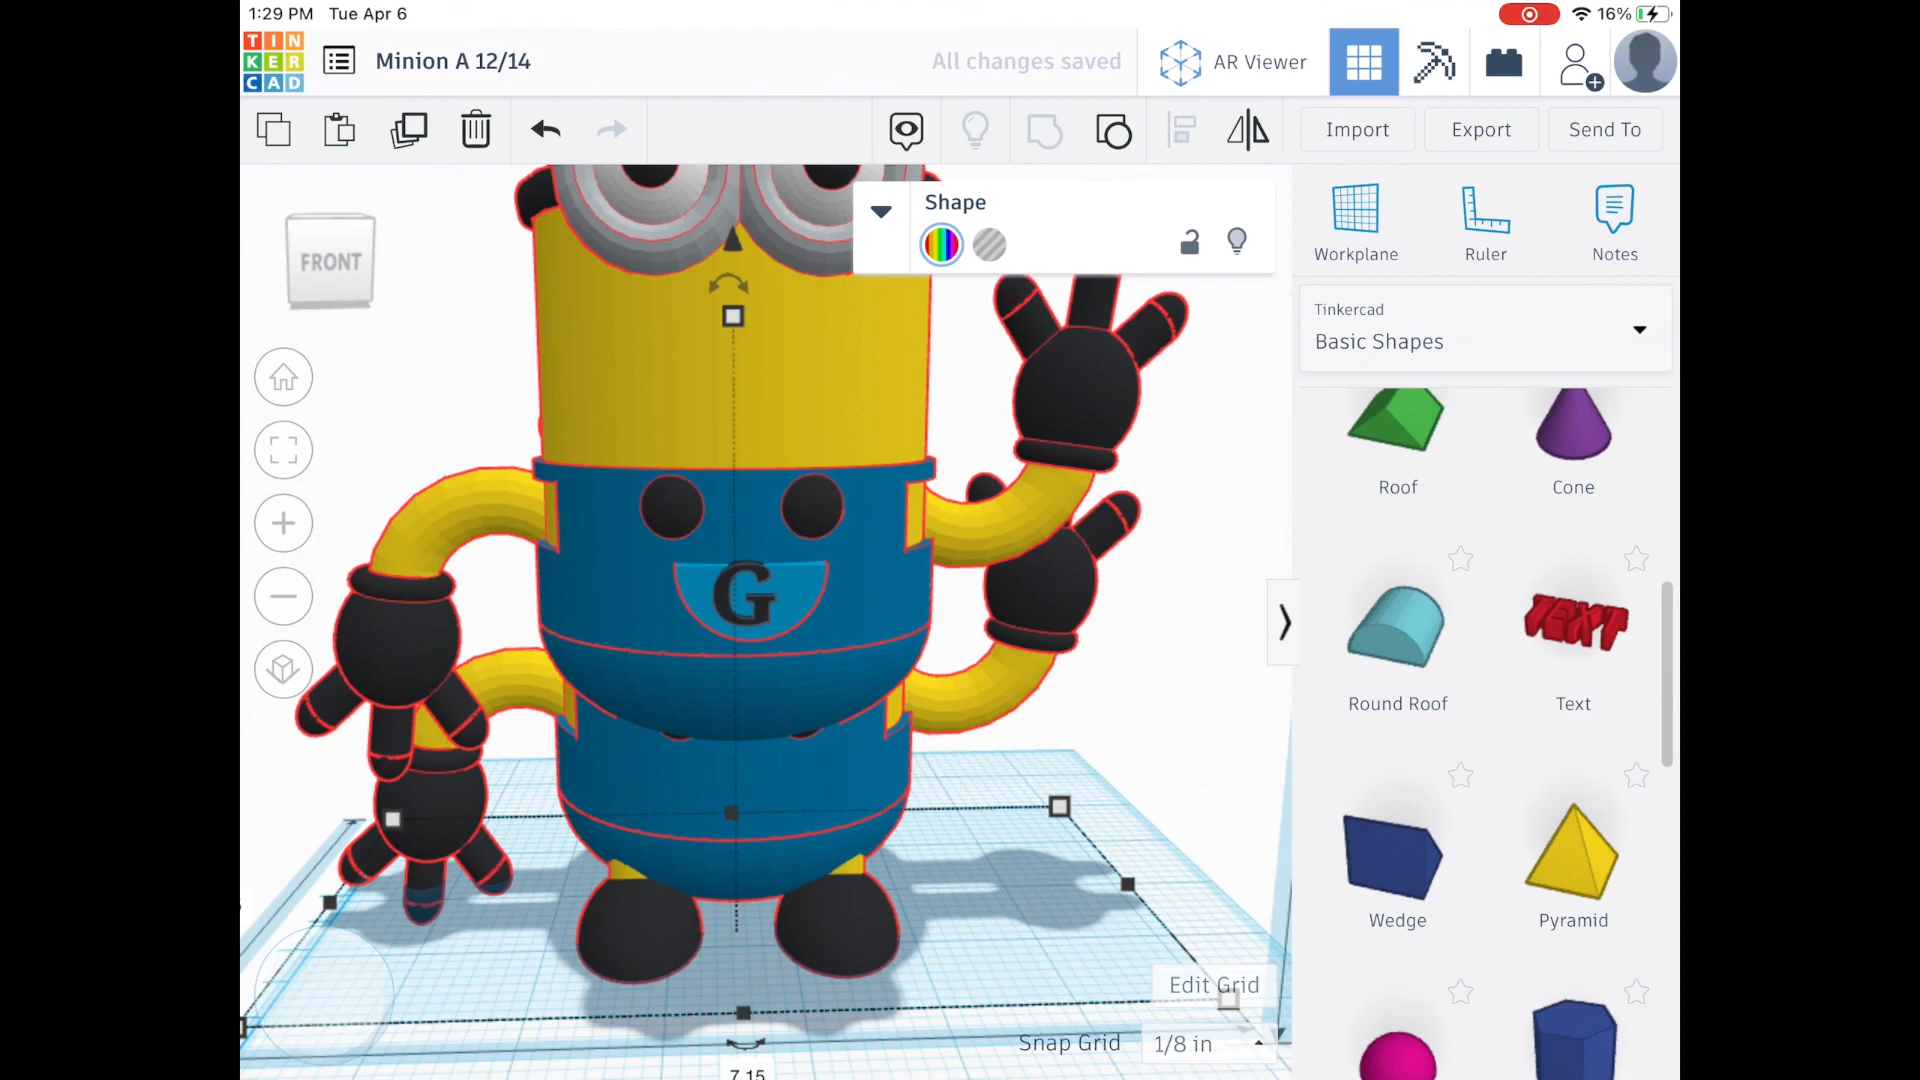 1:29 PM Tue Apr 6
16%
TIN
KER
CAD
Minion A 12/14
All changes saved
AR Viewer
Import
Export
Send To
Shape
FRONT
Workplane
Ruler
Notes
Tinkercad
Basic Shapes
Roof
Cone
G
TEXT
Round Roof
Text
Wedge
Pyramid
Edit Grid
Snap Grid
1/8 in
7.15